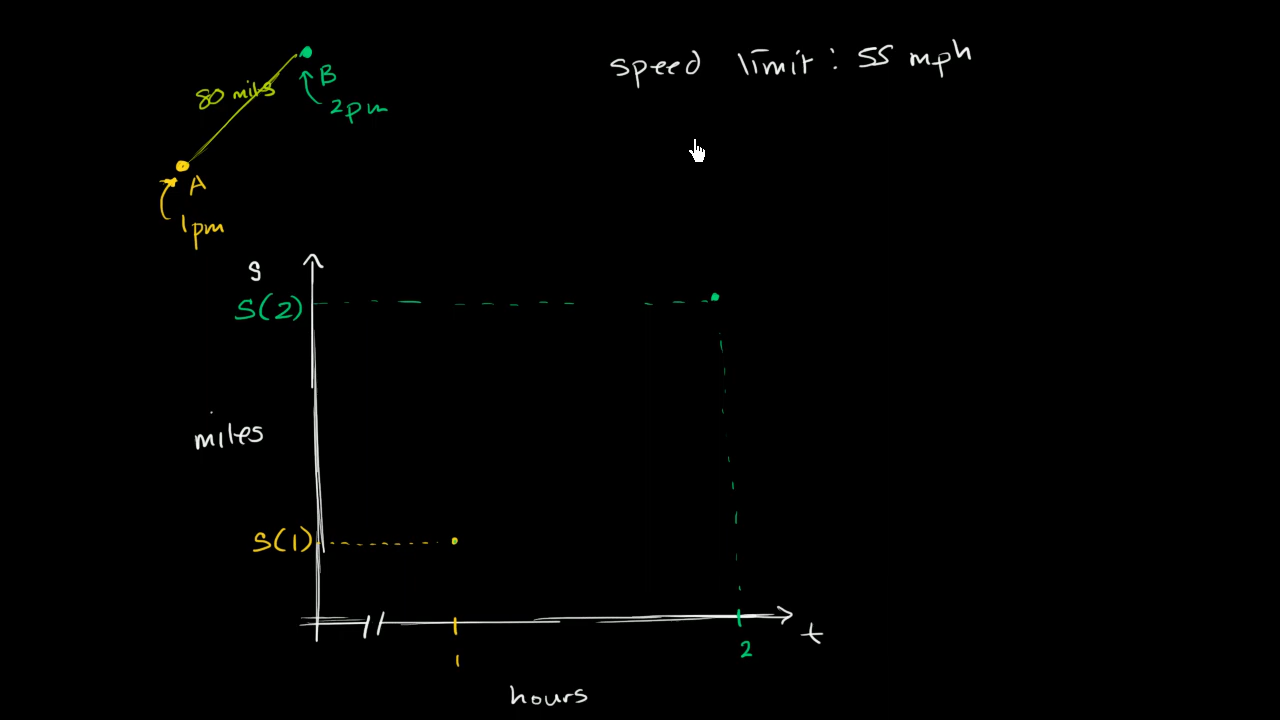 speed limit: 55 mph
B
80 miles
2pm
A
1pm
S
S(2)
miles
S(1)
t
1
2
hours